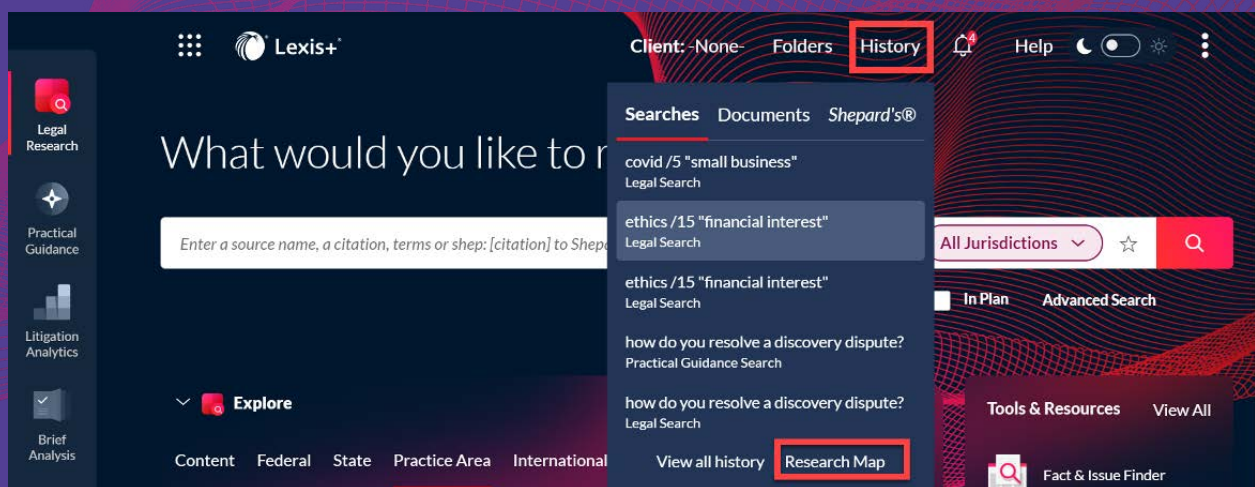 Lexis+
Client: -None- Folders History 4 Help
Legal
Research
Practical
Guidance
Litigation
Analytics
Brief
Analysis
What would you like to r
Enter a source name, a citation, terms or shep: [citation] to Shep
All Jurisdictions
In Plan Advanced Search
Searches Documents Shepard's®
covid /5 "small business"
Legal Search
ethics /15 "financial interest"
Legal Search
ethics /15 "financial interest"
Legal Search
how do you resolve a discovery dispute?
Practical Guidance Search
how do you resolve a discovery dispute?
Legal Search
View all history Research Map
Explore
Content Federal State Practice Area International
Tools & Resources View All
Fact & Issue Finder